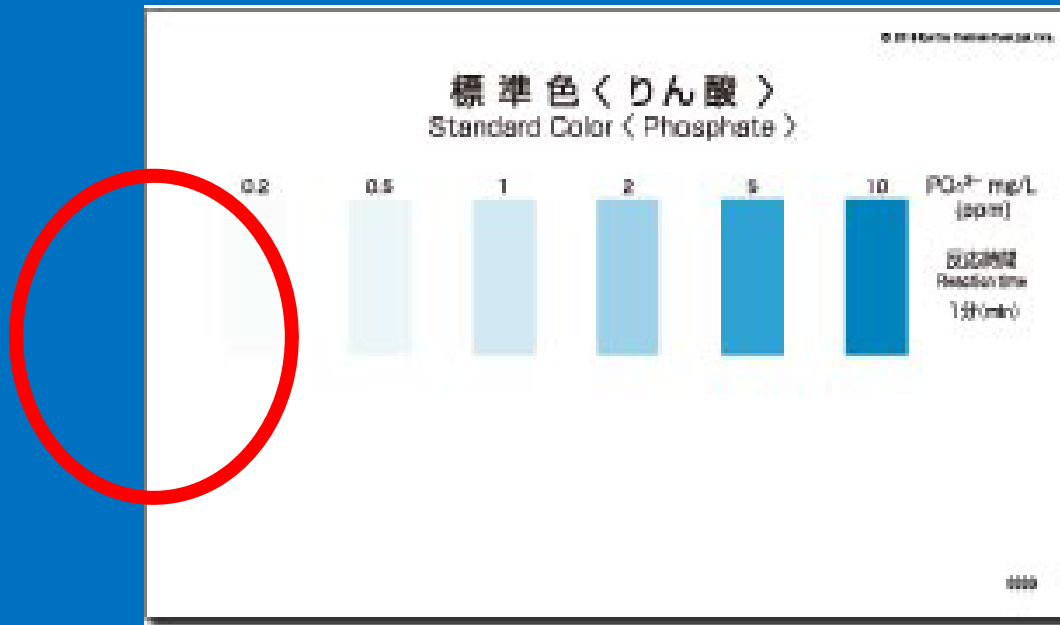 標準色〈りん酸〉
Standard Color〈Phosphate〉
0.2 0.5 1 2 5 10 PO₄³⁻ mg/L
(ppm)
反応時間
Reaction time
1分(min)